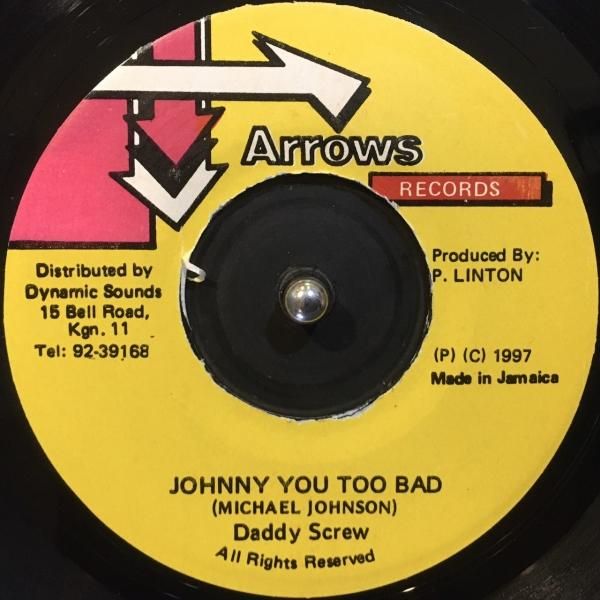 Arrows
RECORDS
Distributed by
Dynamic Sounds
15 Bell Road,
Kgn. 11
Tel: 92-39168
Produced By:
P. LINTON
(P) (C) 1997
Made in Jamaica
JOHNNY YOU TOO BAD
(MICHAEL JOHNSON)
Daddy Screw
All Rights Reserved